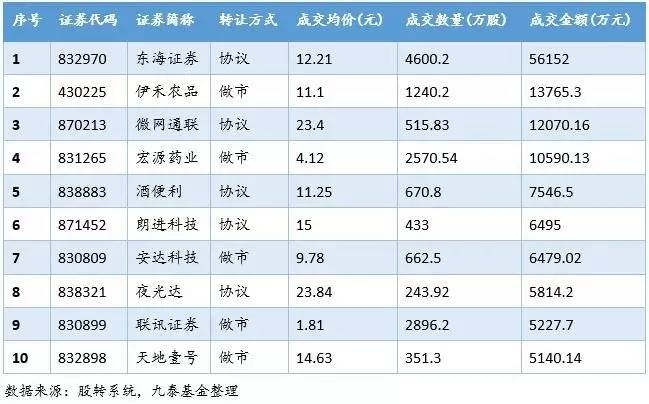 序号 证券代码 证券简称 转让方式 成交均价(元) 成交数量(万股) 成交金额(万元)
1 832970 东海证券 协议 12.21 4600.2 56152
2 430225 伊禾农品 做市 11.1 1240.2 13765.3
3 870213 微网通联 协议 23.4 515.83 12070.16
4 831265 宏源药业 做市 4.12 2570.54 10590.13
5 838883 酒便利 协议 11.25 670.8 7546.5
6 871452 朗进科技 协议 15 433 6495
7 830809 安达科技 做市 9.78 662.5 6479.02
8 838321 夜光达 协议 23.84 243.92 5814.2
9 830899 联讯证券 做市 1.81 2896.2 5227.7
10 832898 天地壹号 做市 14.63 351.3 5140.14
数据来源：股转系统，九泰基金整理